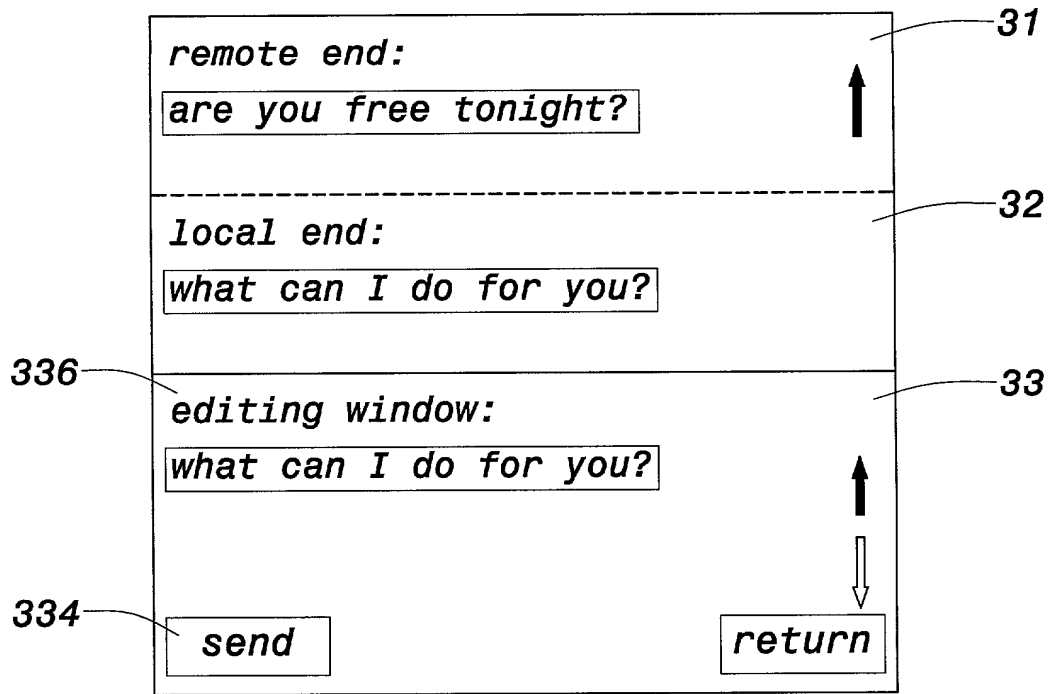 31
remote end:
are you free tonight?
32
local end:
what can I do for you?
336
33
editing window:
what can I do for you?
334
send
return